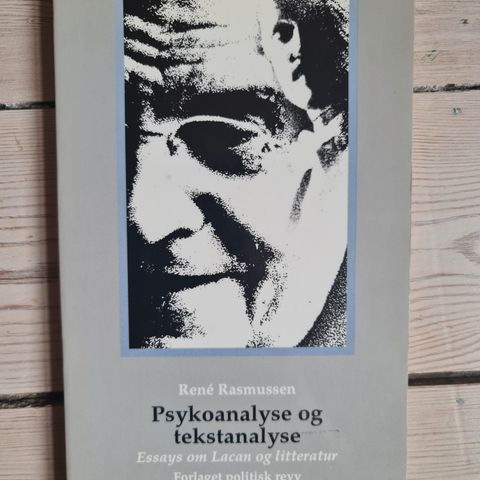 René Rasmussen
Psykoanalyse og
tekstanalyse
Essays om Lacan og litteratur
Forlaget politisk revy